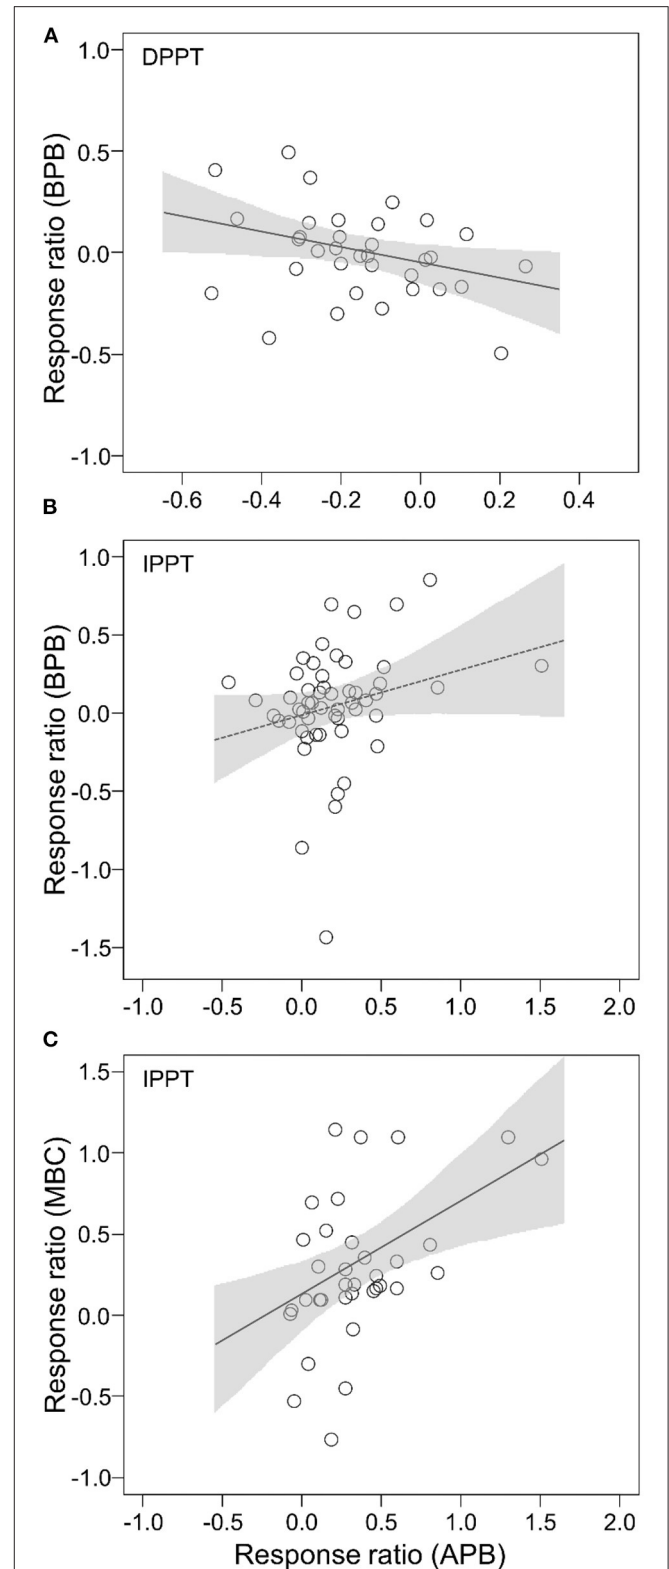 A
DPPT
Response ratio (BPB)
1.0
0.5
0.0
-0.5
-1.0
-0.6 -0.4 -0.2 0.0 0.2 0.4
B
IPPT
Response ratio (BPB)
1.0
0.5
0.0
-0.5
-1.0
-1.5
-1.0 -0.5 0.0 0.5 1.0 1.5 2.0
C
IPPT
Response ratio (MBC)
1.5
1.0
0.5
0.0
-0.5
-1.0
-1.0 -0.5 0.0 0.5 1.0 1.5 2.0
Response ratio (APB)